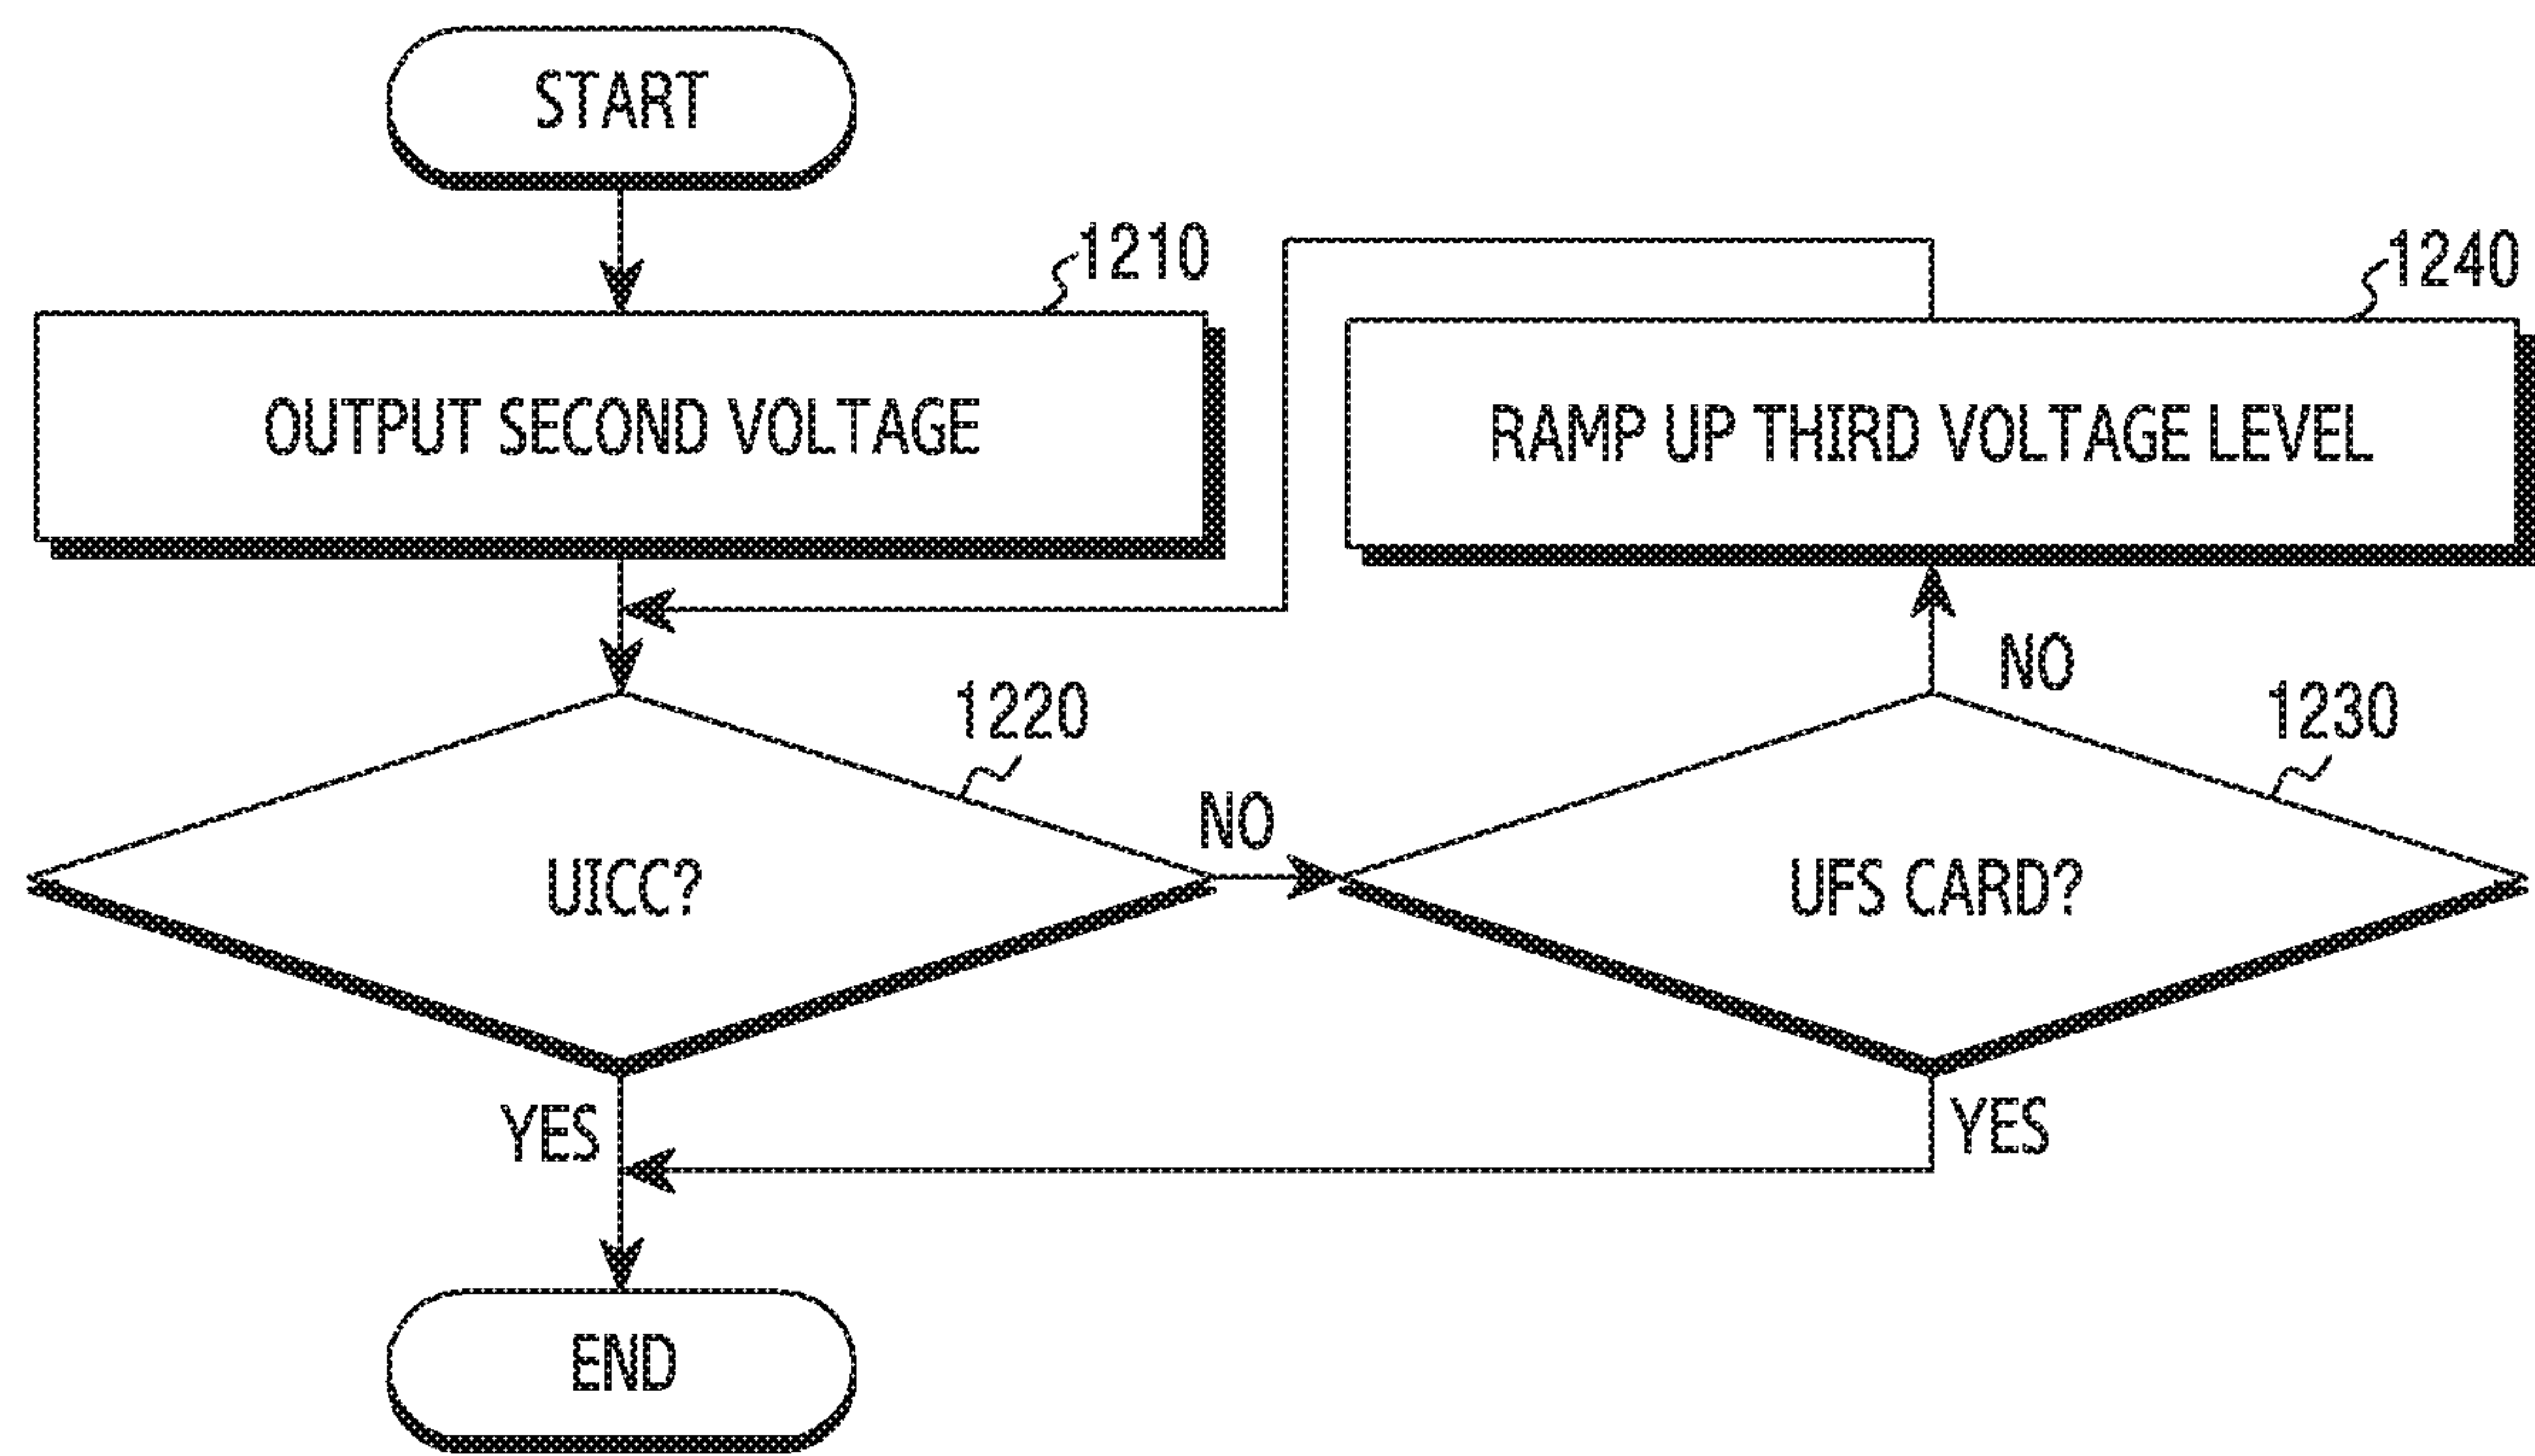 START
1210
OUTPUT SECOND VOLTAGE
1240
RAMP UP THIRD VOLTAGE LEVEL
1220
UICC?
NO
1230
UFS CARD?
NO
YES
YES
END